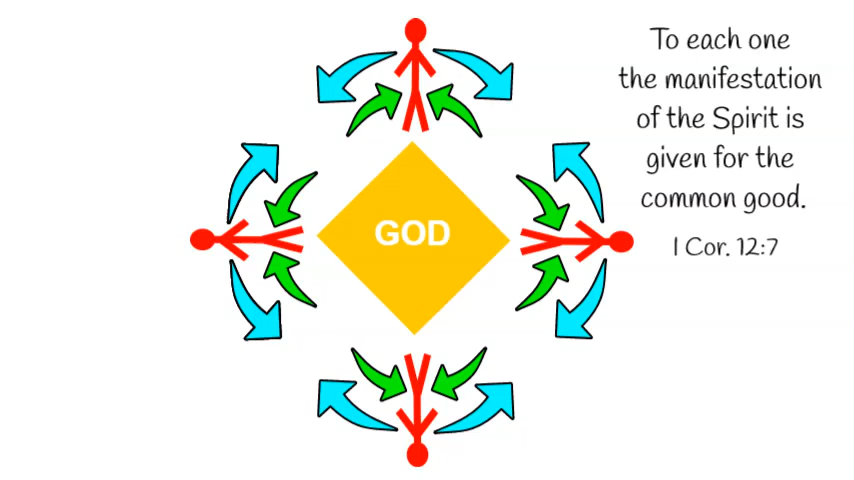 GOD
To each one
the manifestation
of the Spirit is
given for the
common good.
1 Cor. 12:7